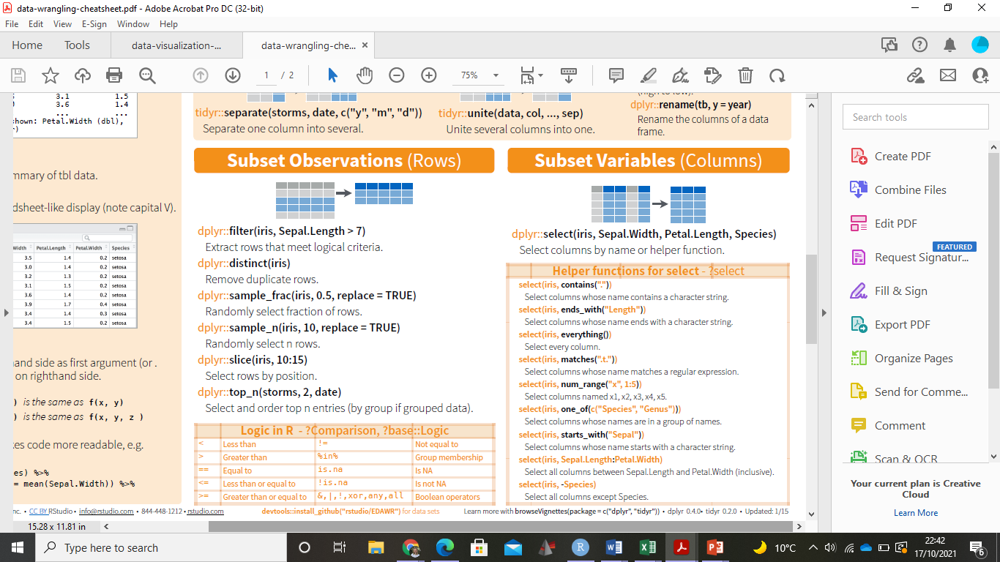 data-wrangling-cheatsheet.pdf - Adobe Acrobat Pro DC (32-bit)
File Edit View E-Sign Window Help
Home Tools data-visualization-... data-wrangling-che... ×
1 / 2 75%
3.1 1.5
3.6 1.4
... ...
shown: Petal.Width (dbl),
mmary of tbl data.
dsheet-like display (note capital V).
Width Petal.Length Petal.Width Species
3.5 1.4 0.2 setosa
3.0 1.4 0.2 setosa
3.2 1.3 0.2 setosa
3.1 1.5 0.2 setosa
3.6 1.4 0.2 setosa
3.9 1.7 0.4 setosa
3.4 1.4 0.3 setosa
3.4 1.5 0.2 setosa
hand side as first argument (or .
on righthand side.
) is the same as f(x, y)
) is the same as f(x, y, z )
kes code more readable, e.g.
es) %>%
= mean(Sepal.Width)) %>%
tidyr::separate(storms, date, c("y", "m", "d"))
Separate one column into several.
tidyr::unite(data, col, ..., sep)
Unite several columns into one.
(high to low).
dplyr::rename(tb, y = year)
Rename the columns of a data
frame.
Subset Observations (Rows)
dplyr::filter(iris, Sepal.Length > 7)
Extract rows that meet logical criteria.
dplyr::distinct(iris)
Remove duplicate rows.
dplyr::sample_frac(iris, 0.5, replace = TRUE)
Randomly select fraction of rows.
dplyr::sample_n(iris, 10, replace = TRUE)
Randomly select n rows.
dplyr::slice(iris, 10:15)
Select rows by position.
dplyr::top_n(storms, 2, date)
Select and order top n entries (by group if grouped data).
Logic in R - ?Comparison, ?base::Logic
< Less than != Not equal to
> Greater than %in% Group membership
== Equal to is.na Is NA
<= Less than or equal to !is.na Is not NA
>= Greater than or equal to &,|,!,xor,any,all Boolean operators
Subset Variables (Columns)
dplyr::select(iris, Sepal.Width, Petal.Length, Species)
Select columns by name or helper function.
Helper functions for select - ?select
select(iris, contains("."))
Select columns whose name contains a character string.
select(iris, ends_with("Length"))
Select columns whose name ends with a character string.
select(iris, everything())
Select every column.
select(iris, matches(".t."))
Select columns whose name matches a regular expression.
select(iris, num_range("x", 1:5))
Select columns named x1, x2, x3, x4, x5.
select(iris, one_of(c("Species", "Genus")))
Select columns whose names are in a group of names.
select(iris, starts_with("Sepal"))
Select columns whose name starts with a character string.
select(iris, Sepal.Length:Petal.Width)
Select all columns between Sepal.Length and Petal.Width (inclusive).
select(iris, -Species)
Select all columns except Species.
nc. • CC BY RStudio • info@rstudio.com • 844-448-1212 • rstudio.com
devtools::install_github("rstudio/EDAWR") for data sets
Learn more with browseVignettes(package = c("dplyr", "tidyr")) • dplyr 0.4.0• tidyr 0.2.0 • Updated: 1/15
15.28 x 11.81 in
Search tools
Create PDF
Combine Files
Edit PDF
FEATURED
Request Signatur...
Fill & Sign
Export PDF
Organize Pages
Send for Comme...
Comment
Scan & OCR
Your current plan is Creative
Cloud
Learn More
Type here to search
10°C
22:42
17/10/2021
6